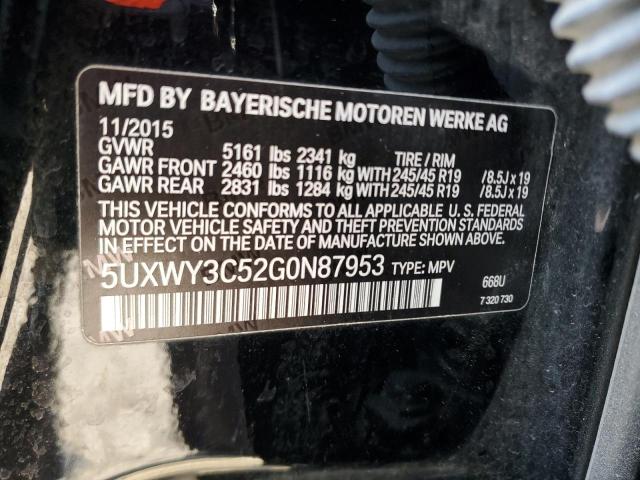 MFD BY BAYERISCHE MOTOREN WERKE AG
11/2015
GVWR 5161 lbs 2341 kg TIRE / RIM
GAWR FRONT 2460 lbs 1116 kg WITH 245/45 R19 /8.5J x 19
GAWR REAR 2831 lbs 1284 kg WITH 245/45 R19 /8.5J x 19
THIS VEHICLE CONFORMS TO ALL APPLICABLE U. S. FEDERAL
MOTOR VEHICLE SAFETY AND THEFT PREVENTION STANDARDS
IN EFFECT ON THE DATE OF MANUFACTURE SHOWN ABOVE.
5UXWY3C52G0N87953 TYPE: MPV 668U
7 320 730